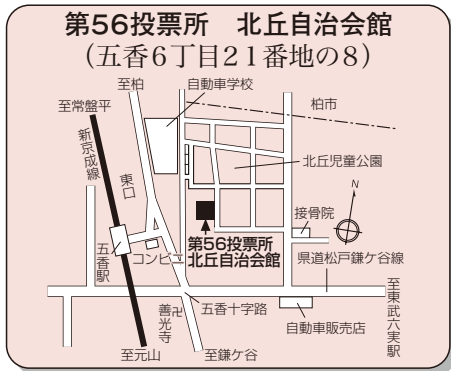 第56投票所　北丘自治会館
(五香6丁目21番地の8)
至柏
自動車学校
至常盤平
柏市
新京成線
東口
北丘児童公園
N
接骨院
五香駅
コンビニ
第56投票所
北丘自治会館
県道松戸鎌ケ谷線
善光寺
卍
五香十字路
自動車販売店
至東武六実駅
至元山
至鎌ケ谷